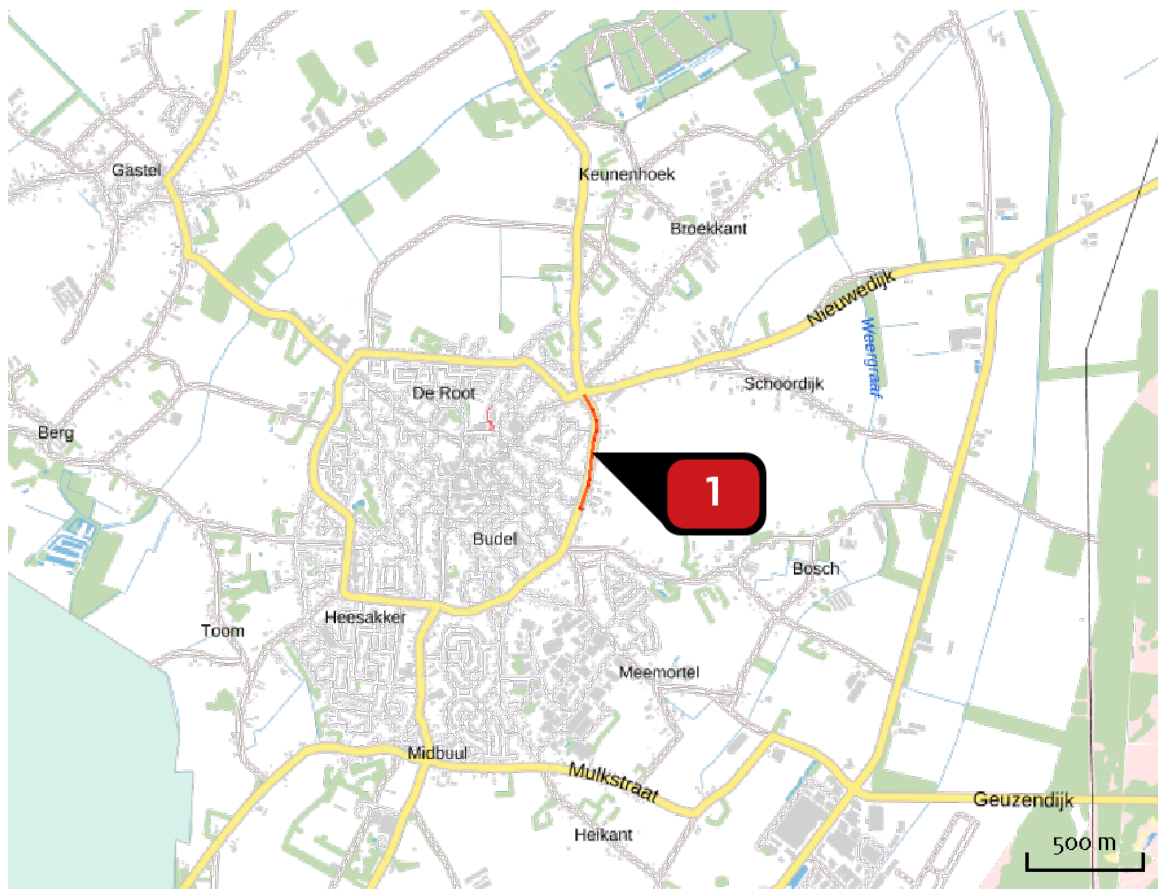 Gastel
Keunenhoek
Broekkant
Nieuwedijk
Weergraaf
Schoordijk
De Root
Berg
1
Budel
Bosch
Heesakker
Toom
Meemortel
Midbuul
Mulkstraat
Geuzendijk
Heikant
500 m